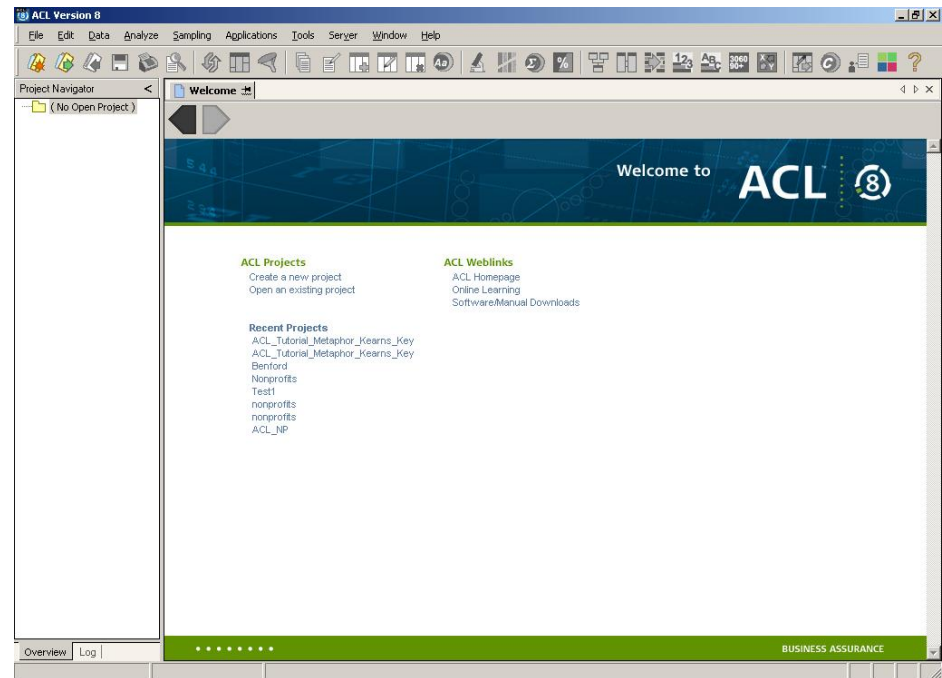 ACL Version 8
File Edit Data Analyze Sampling Applications Tools Server Window Help
Project Navigator <
Welcome
( No Open Project )
Welcome to ACL 8
ACL Projects
Create a new project
Open an existing project
ACL Weblinks
ACL Homepage
Online Learning
Software/Manual Downloads
Recent Projects
ACL_Tutorial_Metaphor_Kearns_Key
ACL_Tutorial_Metaphor_Kearns_Key
Benford
Nonprofits
Test1
nonprofits
nonprofits
ACL_NP
BUSINESS ASSURANCE
Overview Log